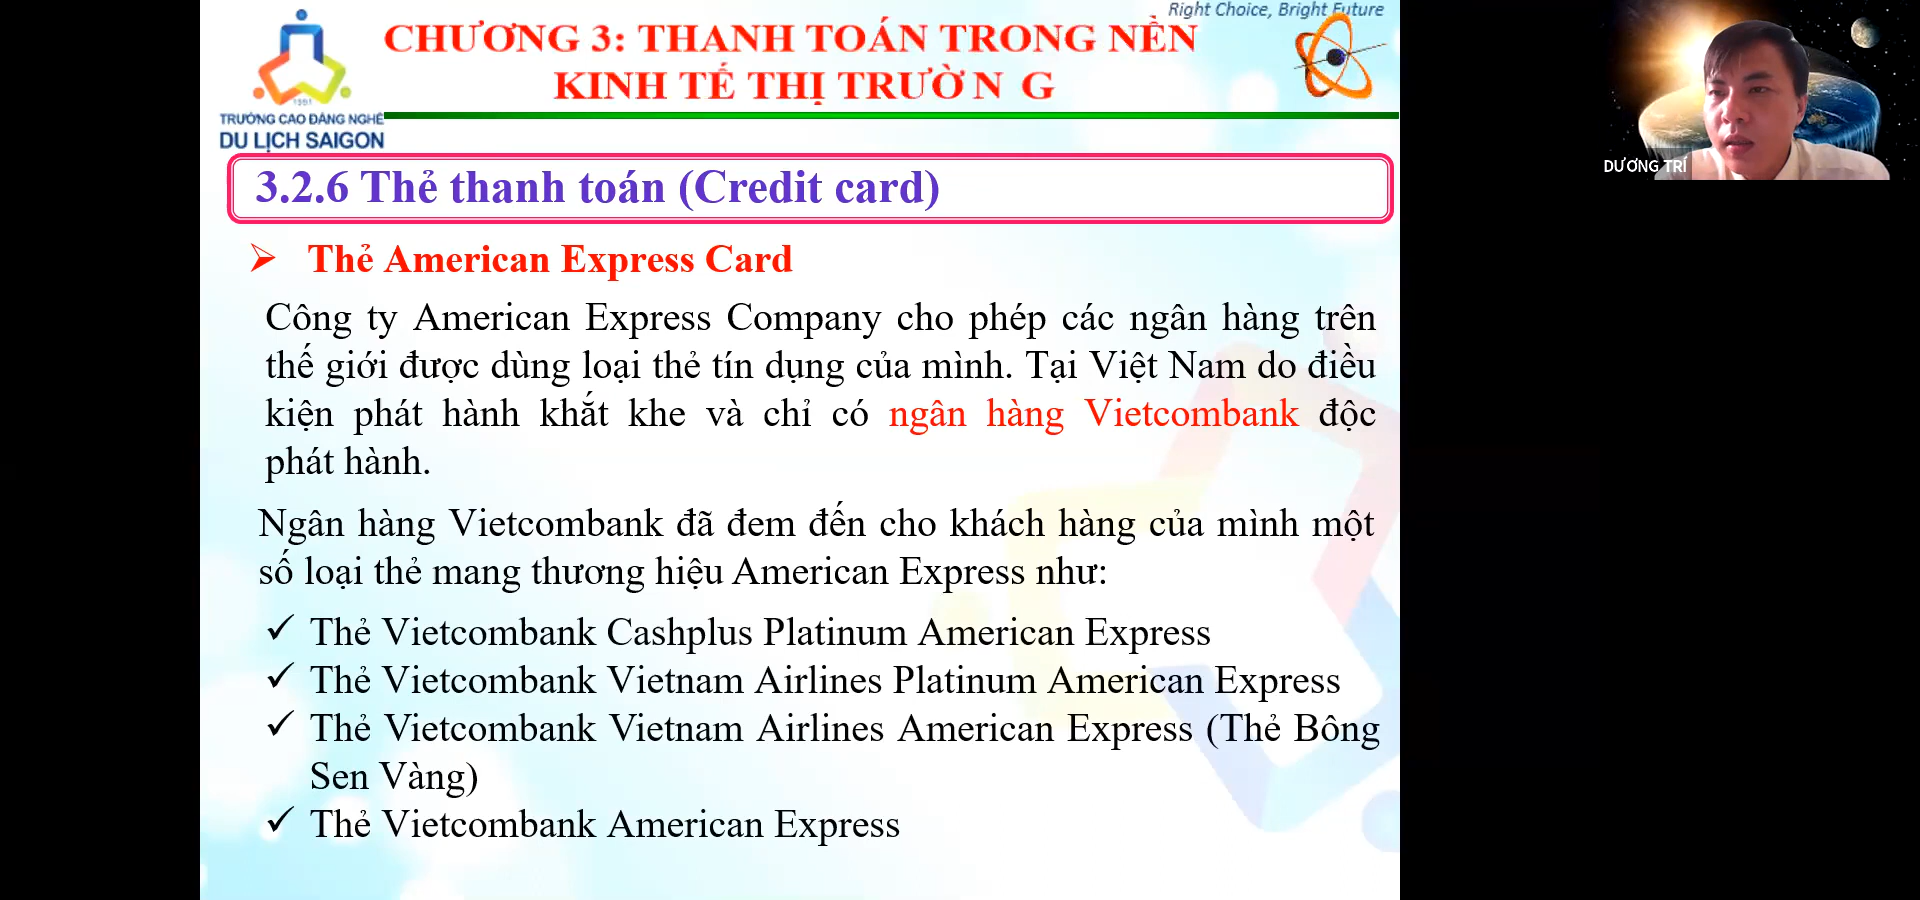 Right Choice, Bright Future
CHƯƠNG 3: THANH TOÁN TRONG NỀN
KINH TẾ THỊ TRƯỜN G
1991
TRƯỜNG CAO ĐẲNG NGHỀ
DU LỊCH SAIGON
DƯƠNG TRÍ
3.2.6 Thẻ thanh toán (Credit card)
Thẻ American Express Card
Công ty American Express Company cho phép các ngân hàng trên
thế giới được dùng loại thẻ tín dụng của mình. Tại Việt Nam do điều
kiện phát hành khắt khe và chỉ có ngân hàng Vietcombank độc
phát hành.
Ngân hàng Vietcombank đã đem đến cho khách hàng của mình một
số loại thẻ mang thương hiệu American Express như:
✓ Thẻ Vietcombank Cashplus Platinum American Express
✓ Thẻ Vietcombank Vietnam Airlines Platinum American Express
✓ Thẻ Vietcombank Vietnam Airlines American Express (Thẻ Bông
Sen Vàng)
✓ Thẻ Vietcombank American Express